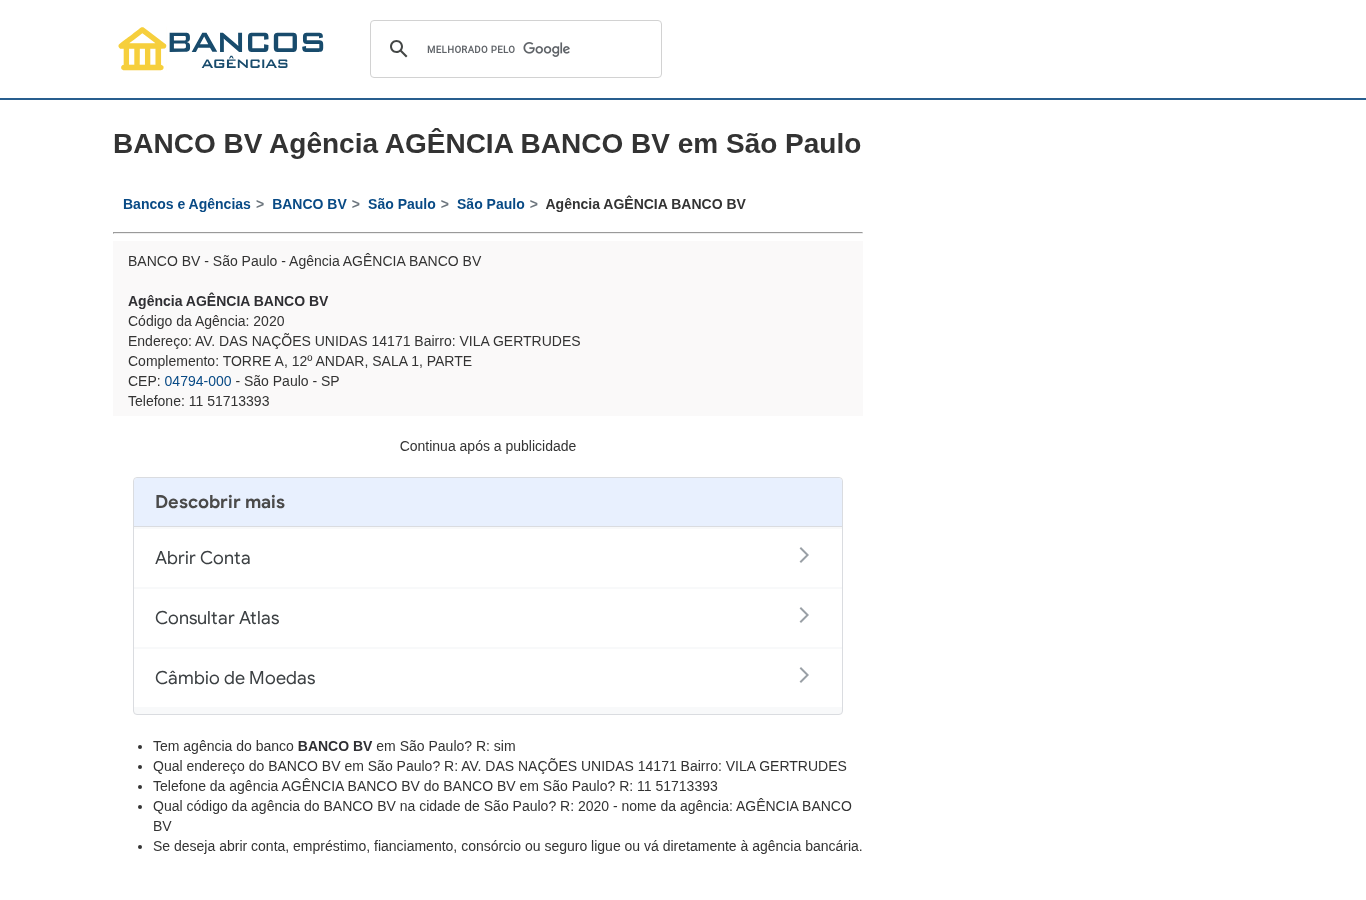 BANCOS
AGÊNCIAS
MELHORADO PELO Google
BANCO BV Agência AGÊNCIA BANCO BV em São Paulo
Bancos e Agências > BANCO BV > São Paulo > São Paulo > Agência AGÊNCIA BANCO BV
BANCO BV - São Paulo - Agência AGÊNCIA BANCO BV
Agência AGÊNCIA BANCO BV
Código da Agência: 2020
Endereço: AV. DAS NAÇÕES UNIDAS 14171 Bairro: VILA GERTRUDES
Complemento: TORRE A, 12º ANDAR, SALA 1, PARTE
CEP: 04794-000 - São Paulo - SP
Telefone: 11 51713393
Continua após a publicidade
Descobrir mais
Abrir Conta
Consultar Atlas
Câmbio de Moedas
• Tem agência do banco BANCO BV em São Paulo? R: sim
• Qual endereço do BANCO BV em São Paulo? R: AV. DAS NAÇÕES UNIDAS 14171 Bairro: VILA GERTRUDES
• Telefone da agência AGÊNCIA BANCO BV do BANCO BV em São Paulo? R: 11 51713393
• Qual código da agência do BANCO BV na cidade de São Paulo? R: 2020 - nome da agência: AGÊNCIA BANCO
BV
• Se deseja abrir conta, empréstimo, fianciamento, consórcio ou seguro ligue ou vá diretamente à agência bancária.